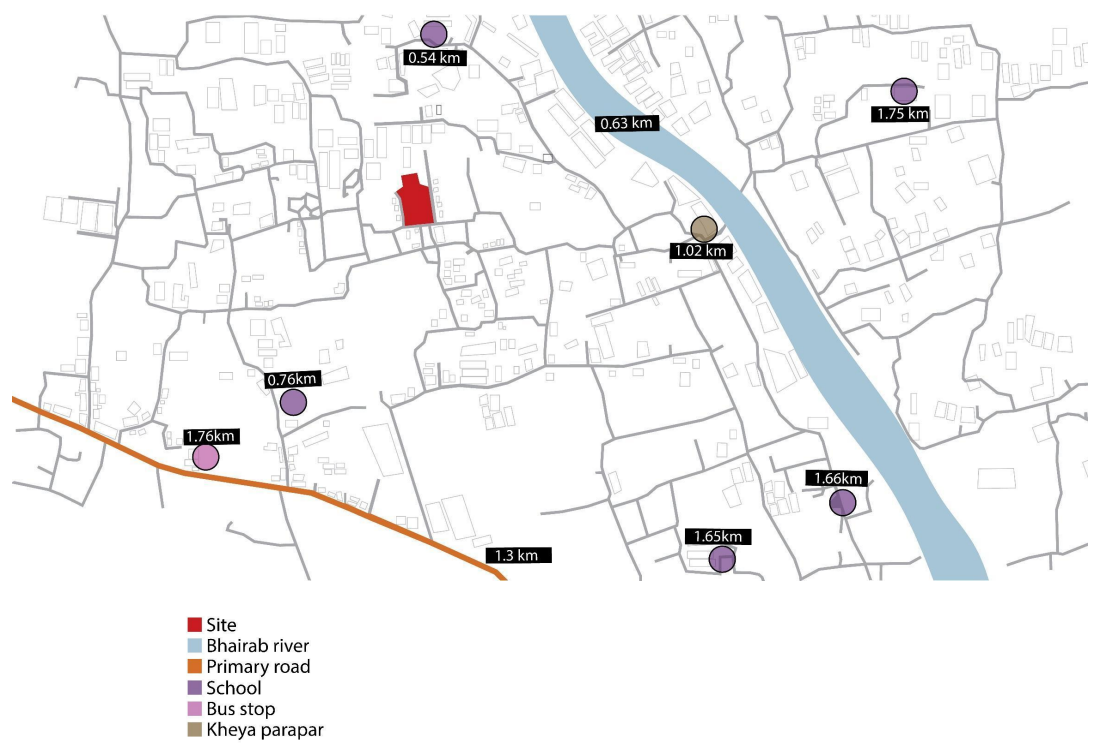 0.54 km
1.75 km
0.63 km
1.02 km
0.76km
1.76km
1.66km
1.65km
1.3 km
Site
Bhairab river
Primary road
School
Bus stop
Kheya parapar